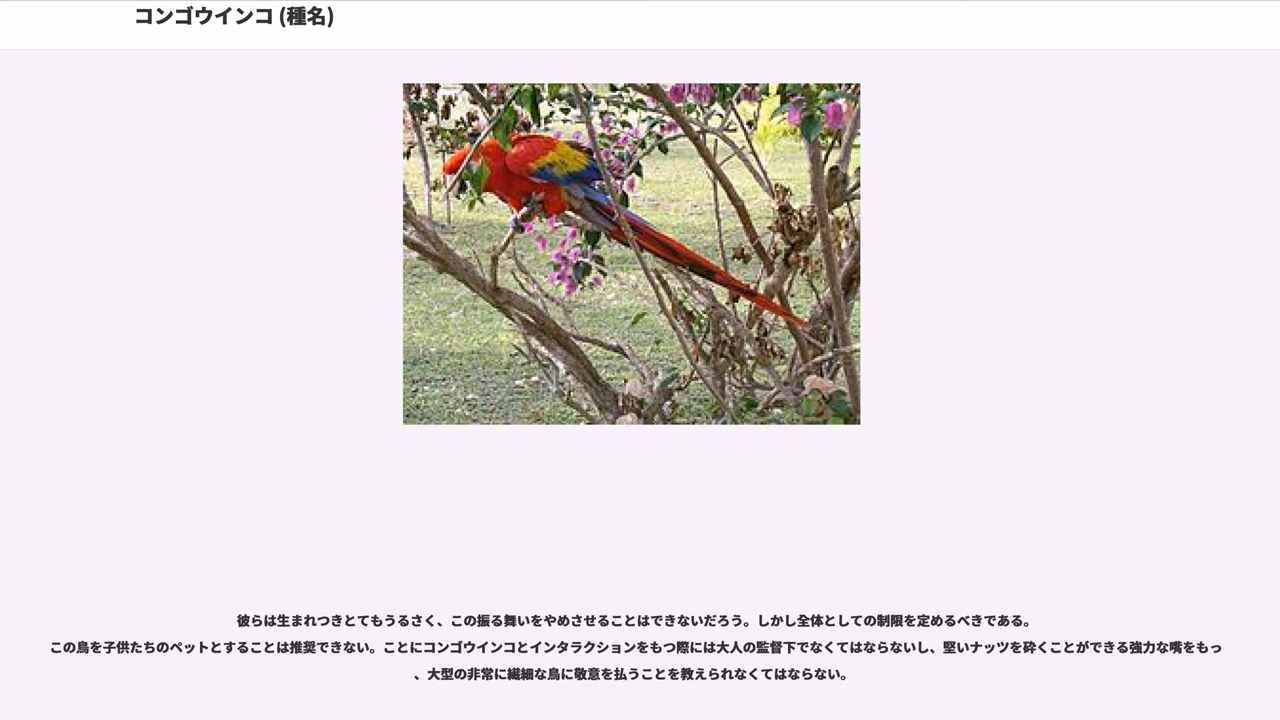 コンゴウインコ (種名)
彼らは生まれつきとてもうるさく、この振る舞いをやめさせることはできないだろう。しかし全体としての制限を定めるべきである。
この鳥を子供たちのペットとすることは推奨できない。ことにコンゴウインコとインタラクションをもつ際には大人の監督下でなくてはならないし、堅いナッツを砕くことができる強力な嘴をもっ
、大型の非常に繊細な鳥に敬意を払うことを教えられなくてはならない。